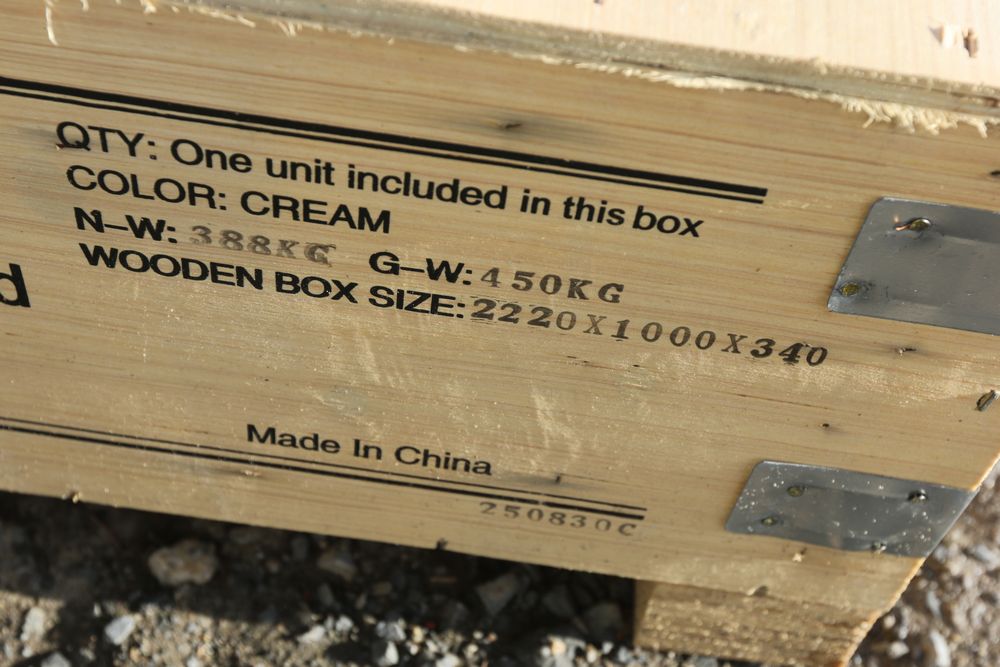 QTY: One unit included in this box
COLOR: CREAM
N-W: 388KG G-W: 450KG
WOODEN BOX SIZE: 2220X1000X340
d
Made In China
250830C